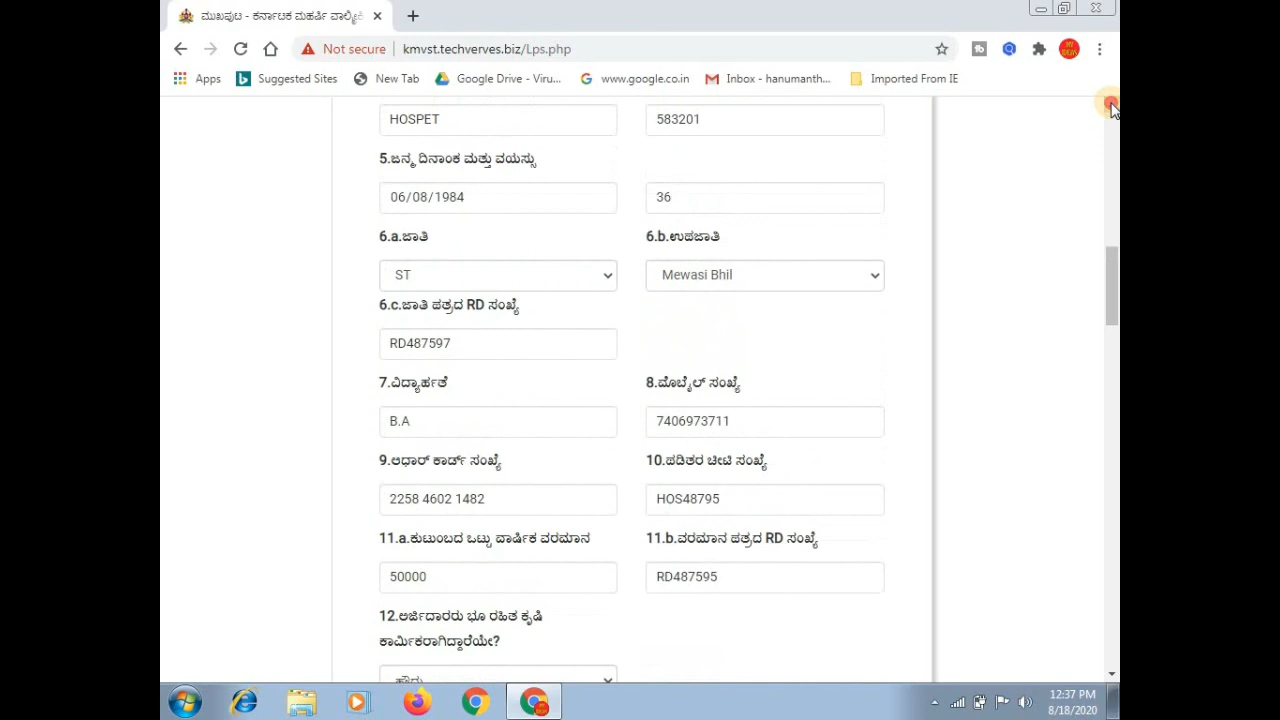 ಮುಖಪುಟ - ಕರ್ನಾಟಕ ಮಹರ್ಷಿ ವಾಲ್ಮೀಕಿ
Not secure kmvst.techverves.biz/Lps.php
Apps Suggested Sites New Tab Google Drive - Viru... www.google.co.in Inbox - hanumanth... Imported From IE
HOSPET 583201
5.ಜನ್ಮ ದಿನಾಂಕ ಮತ್ತು ವಯಸ್ಸು
06/08/1984 36
6.a.ಜಾತಿ 6.b.ಉಪಜಾತಿ
ST Mewasi Bhil
6.c.ಜಾತಿ ಪತ್ರದ RD ಸಂಖ್ಯೆ
RD487597
7.ವಿದ್ಯಾರ್ಹತೆ 8.ಮೊಬೈಲ್ ಸಂಖ್ಯೆ
B.A 7406973711
9.ಆಧಾರ್ ಕಾರ್ಡ್ ಸಂಖ್ಯೆ 10.ಪಡಿತರ ಚೀಟಿ ಸಂಖ್ಯೆ
2258 4602 1482 HOS48795
11.a.ಕುಟುಂಬದ ಒಟ್ಟು ವಾರ್ಷಿಕ ವರಮಾನ 11.b.ವರಮಾನ ಪತ್ರದ RD ಸಂಖ್ಯೆ
50000 RD487595
12.ಅರ್ಜಿದಾರರು ಭೂ ರಹಿತ ಕೃಷಿ
ಕಾರ್ಮಿಕರಾಗಿದ್ದಾರೆಯೇ?
ಹೌದು
12:37 PM
8/18/2020